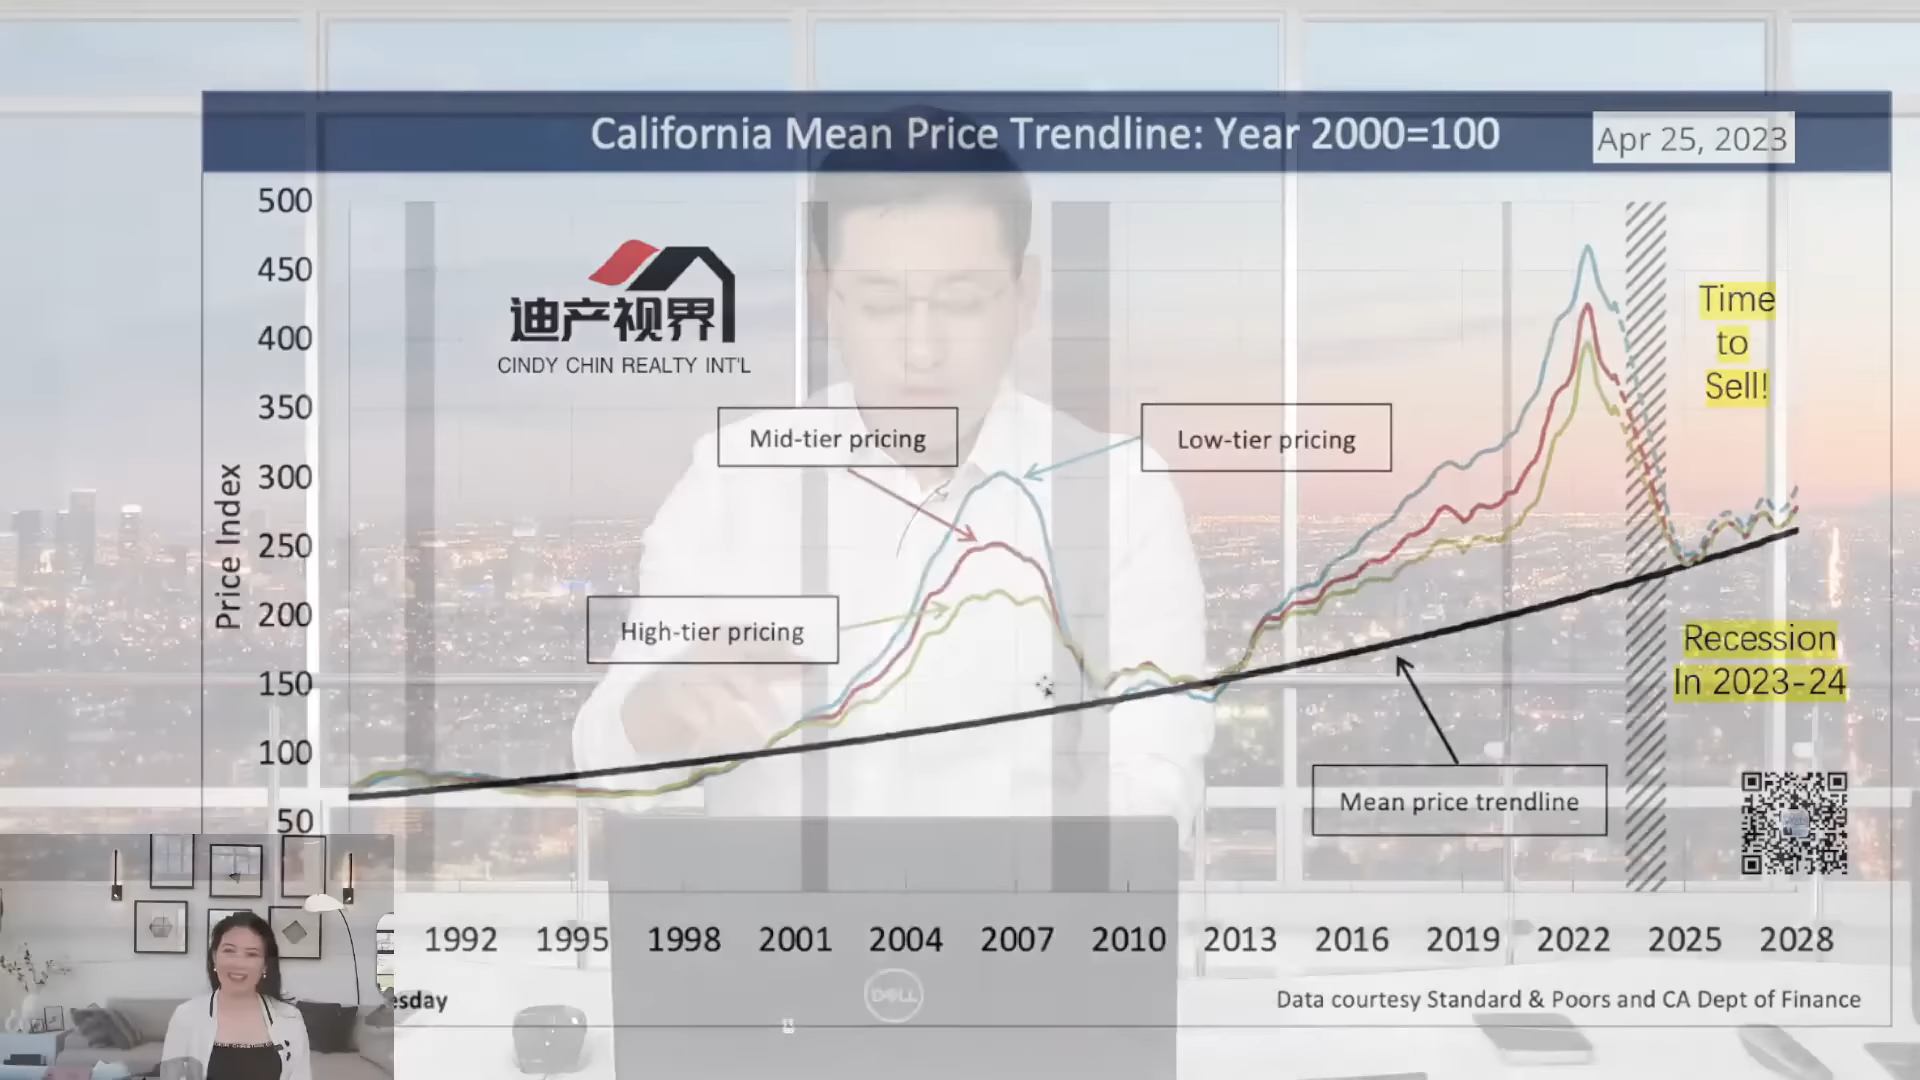 California Mean Price Trendline: Year 2000=100
Apr 25, 2023
500
450
400
350
300
250
200
150
100
50
Price Index
迪产视界
CINDY CHIN REALTY INT'L
Mid-tier pricing
Low-tier pricing
High-tier pricing
Mean price trendline
Time
to
Sell!
Recession
In 2023-24
1992 1995 1998 2001 2004 2007 2010 2013 2016 2019 2022 2025 2028
DELL
esday
Data courtesy Standard & Poors and CA Dept of Finance